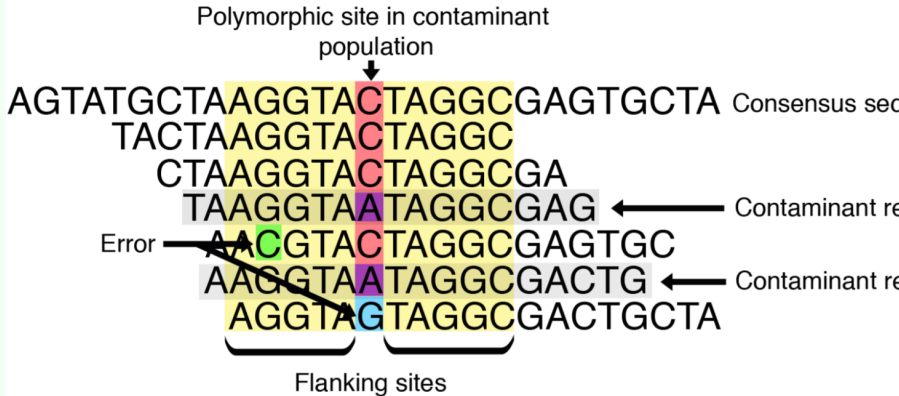 Polymorphic site in contaminant
population
AGTATGCTAAGGTACTAGGCGAGTGCTA Consensus sec
TACTAAGGTACTAGGC
CTAAGGTACTAGGCGA
TAAGGTAATAGGCGAG Contaminant re
Error AACGTACTAGGCGAGTGC
AAGGTAATAGGCGACTG Contaminant re
AGGTAGTAGGCGACTGCTA
Flanking sites